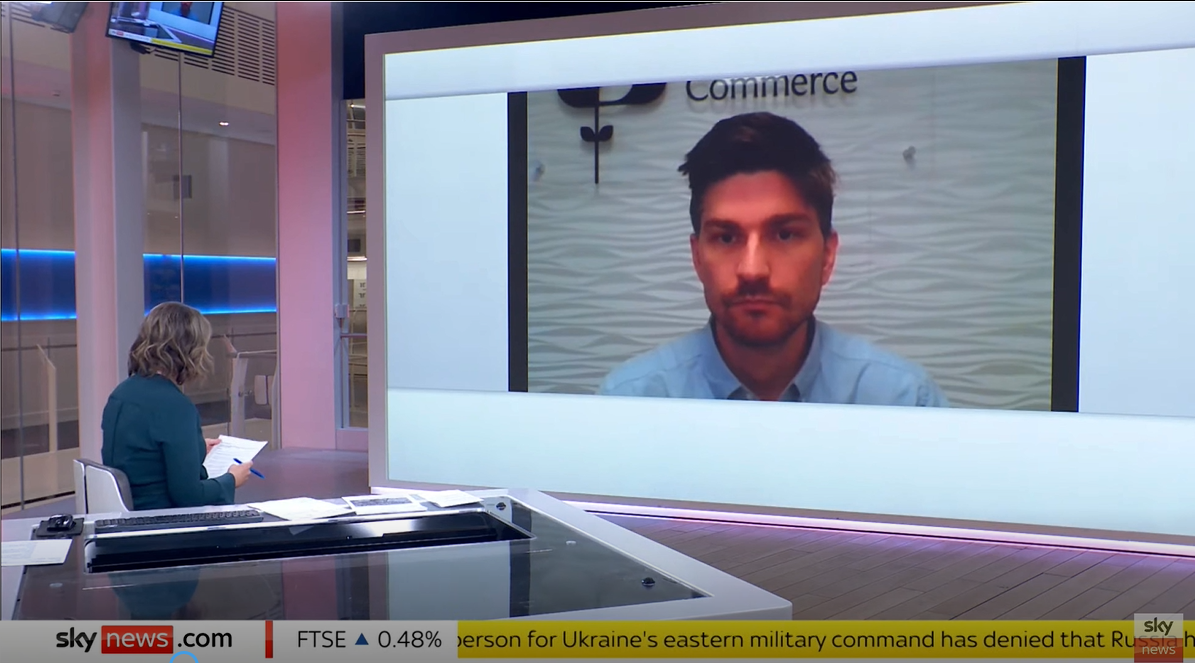 Commerce
sky news .com
FTSE ▲ 0.48%
person for Ukraine's eastern military command has denied that Russia h
sky
news